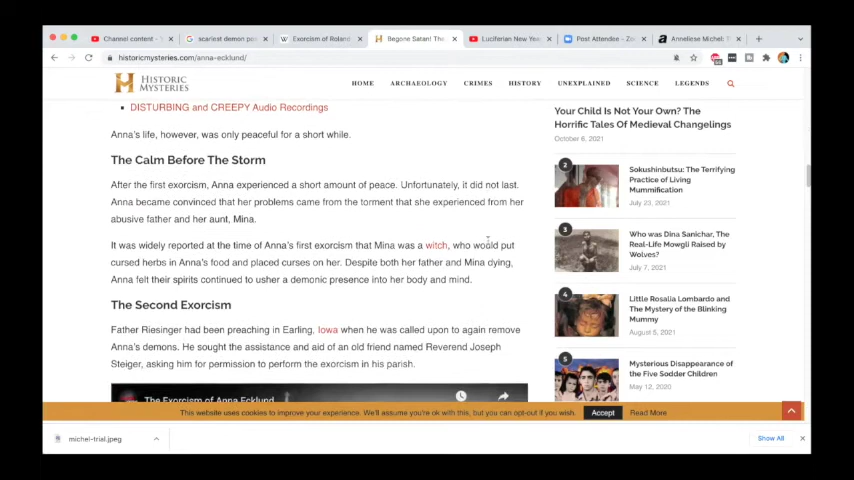 Channel content - Y
scariest demon pos
Exorcism of Roland
Begone Satan! The
Luciferian New Year
Post Attendee - Zoo
Anneliese Michel: S
historicmysteries.com/anna-ecklund/
HISTORIC
MYSTERIES
HOME ARCHAEOLOGY CRIMES HISTORY UNEXPLAINED SCIENCE LEGENDS
DISTURBING and CREEPY Audio Recordings
Anna's life, however, was only peaceful for a short while.
The Calm Before The Storm
After the first exorcism, Anna experienced a short amount of peace. Unfortunately, it did not last.
Anna became convinced that her problems came from the torment that she experienced from her
abusive father and her aunt, Mina.
It was widely reported at the time of Anna's first exorcism that Mina was a witch, who would put
cursed herbs in Anna's food and placed curses on her. Despite both her father and Mina dying,
Anna felt their spirits continued to usher a demonic presence into her body and mind.
The Second Exorcism
Father Riesinger had been preaching in Earling, Iowa when he was called upon to again remove
Anna's demons. He sought the assistance and aid of an old friend named Reverend Joseph
Steiger, asking him for permission to perform the exorcism in his parish.
The Exorcism of Anna Ecklund
Your Child Is Not Your Own? The
Horrific Tales Of Medieval Changelings
October 6, 2021
2
Sokushinbutsu: The Terrifying
Practice of Living
Mummification
July 23, 2021
3
Who was Dina Sanichar, The
Real-Life Mowgli Raised by
Wolves?
July 7, 2021
4
Little Rosalia Lombardo and
The Mystery of the Blinking
Mummy
August 5, 2021
5
Mysterious Disappearance of
the Five Sodder Children
May 12, 2020
This website uses cookies to improve your experience. We'll assume you're ok with this, but you can opt-out if you wish. Accept Read More
michel-trial.jpeg
Show All